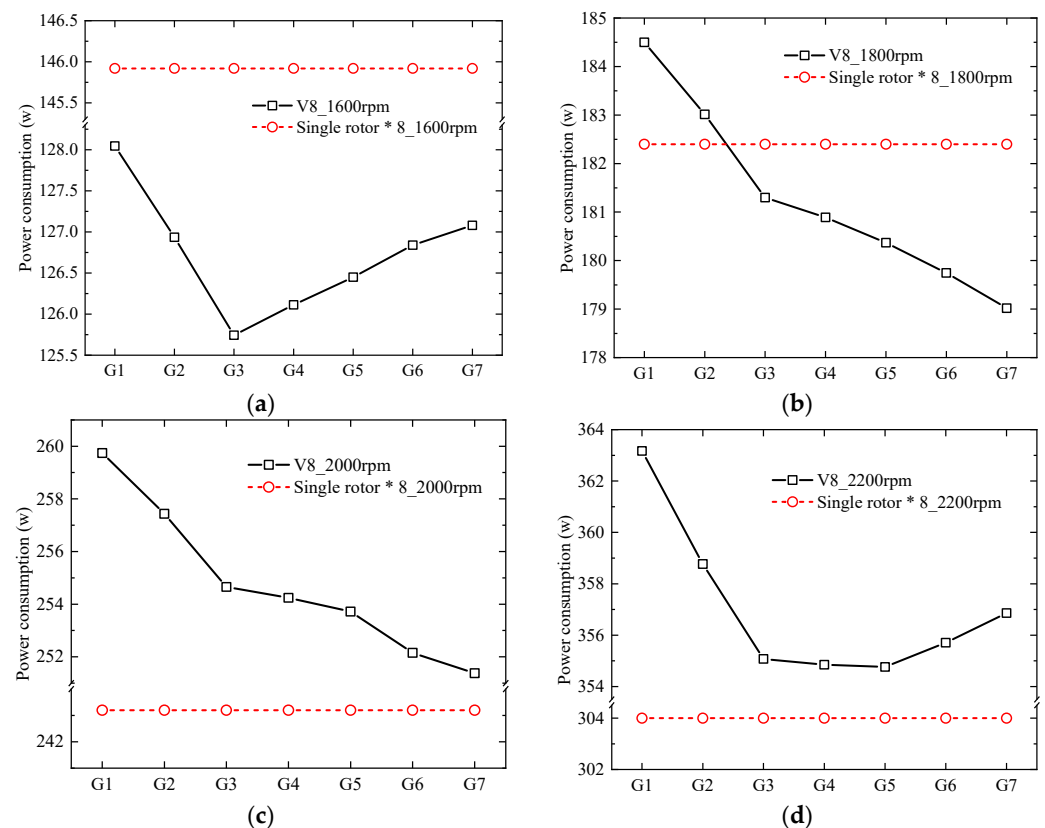 146.5
146.0
145.5
128.0
127.5
127.0
126.5
126.0
125.5
Power consumption (w)
V8_1600rpm
Single rotor * 8_1600rpm
G1 G2 G3 G4 G5 G6 G7
(a)
185
184
183
182
181
180
179
178
Power consumption (w)
V8_1800rpm
Single rotor * 8_1800rpm
G1 G2 G3 G4 G5 G6 G7
(b)
260
258
256
254
252
242
Power consumption (w)
V8_2000rpm
Single rotor * 8_2000rpm
G1 G2 G3 G4 G5 G6 G7
(c)
364
362
360
358
356
354
304
302
Power consumption (w)
V8_2200rpm
Single rotor * 8_2200rpm
G1 G2 G3 G4 G5 G6 G7
(d)